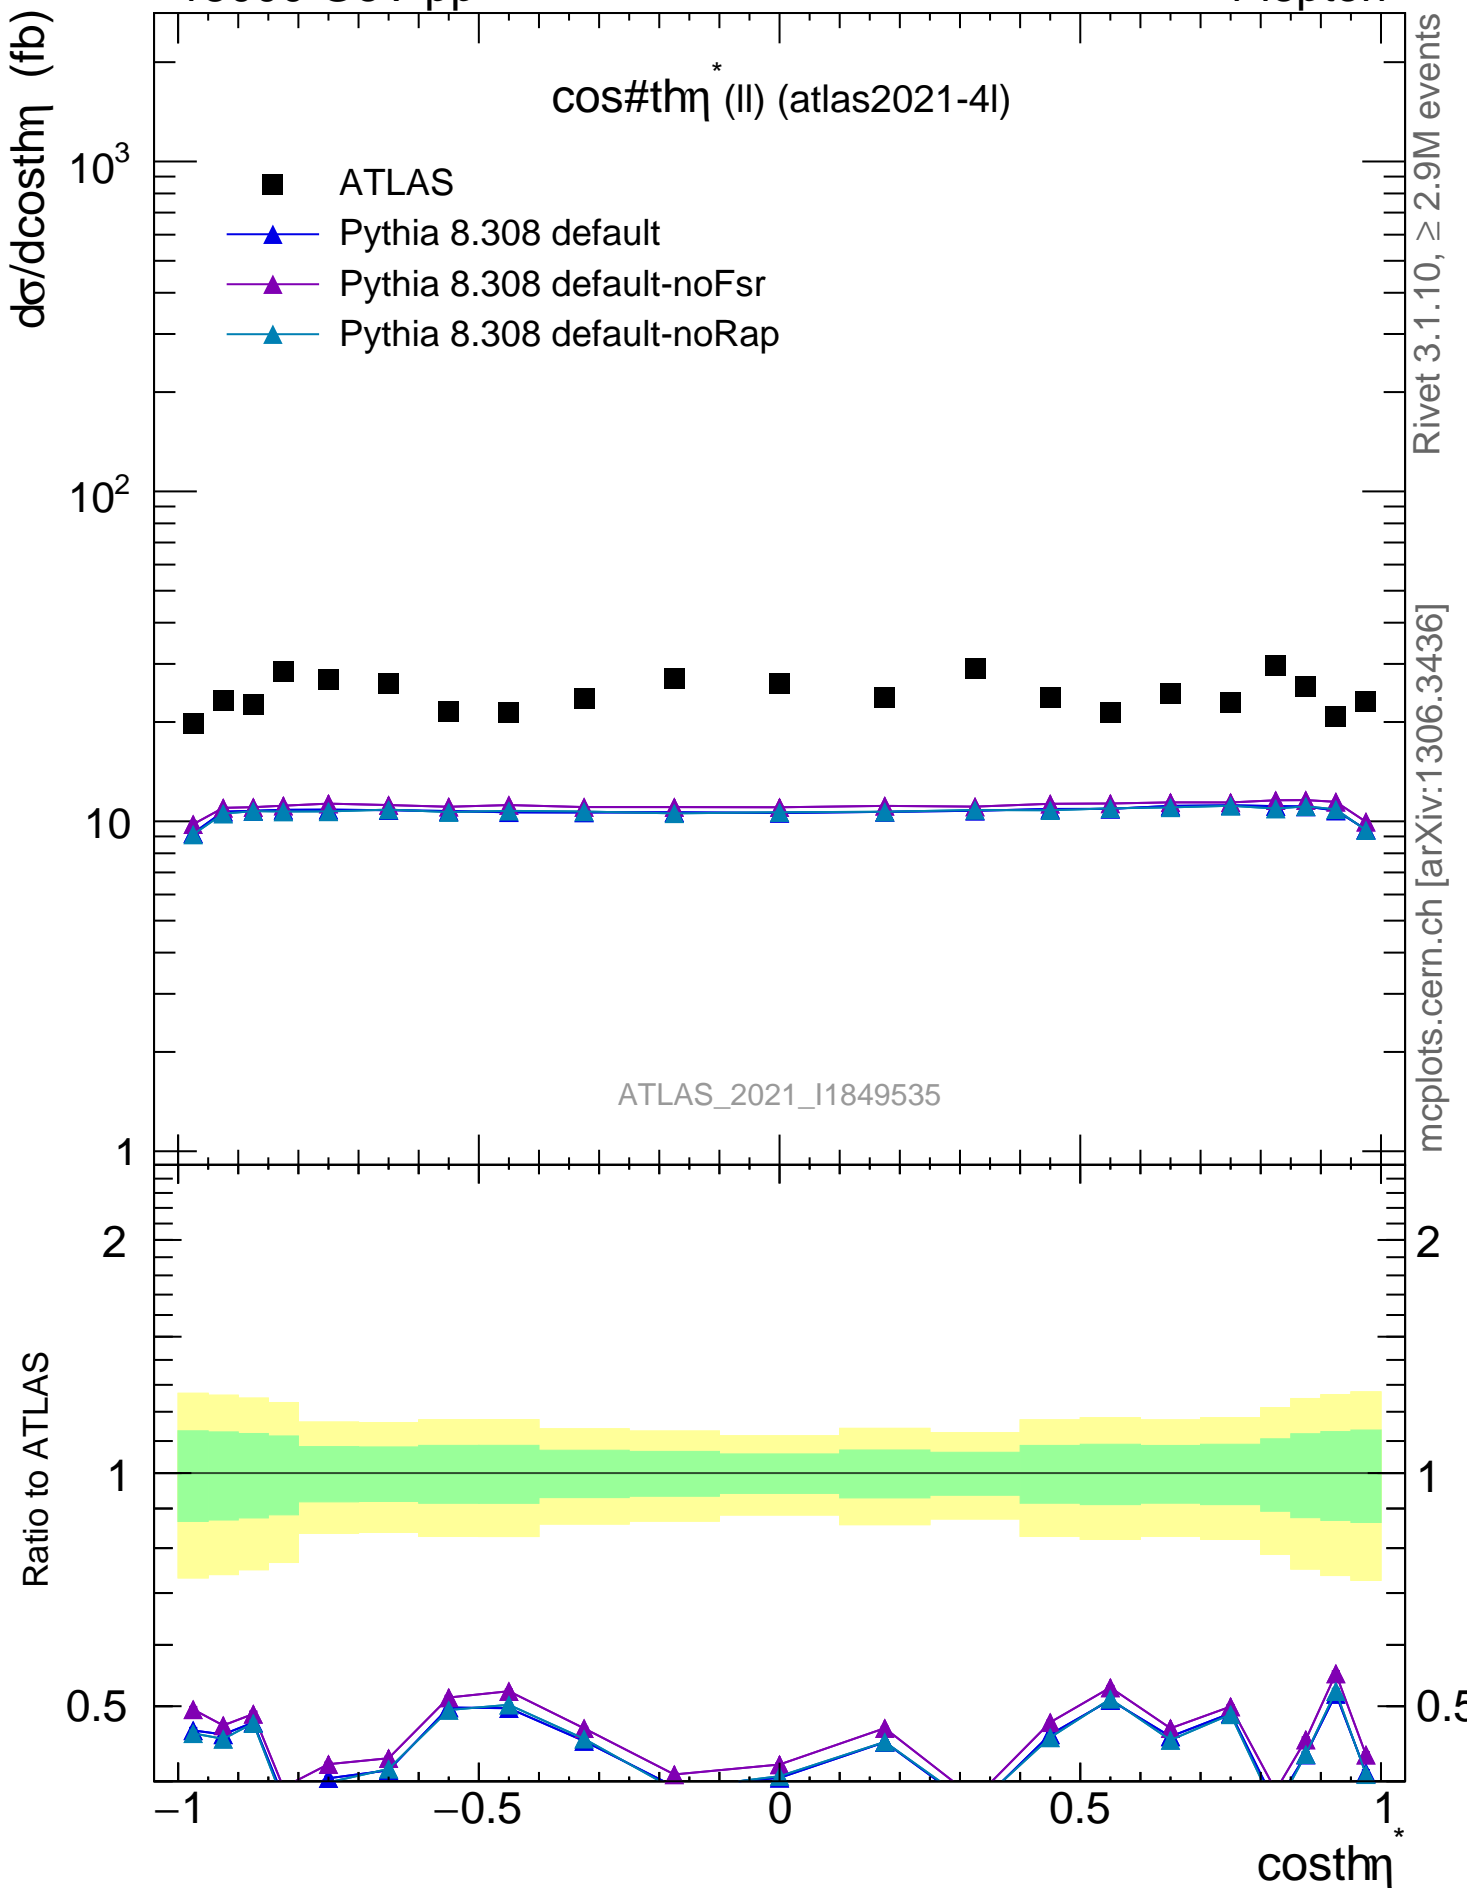 dσ/dcosthη (fb)
cos#thη* (ll) (atlas2021-4l)
ATLAS
Pythia 8.308 default
Pythia 8.308 default-noFsr
Pythia 8.308 default-noRap
10³
10²
10
1
ATLAS_2021_I1849535
Rivet 3.1.10, ≥ 2.9M events
mcplots.cern.ch [arXiv:1306.3436]
Ratio to ATLAS
2
1
0.5
2
1
0.5
−1 −0.5 0 0.5 1
costhη*